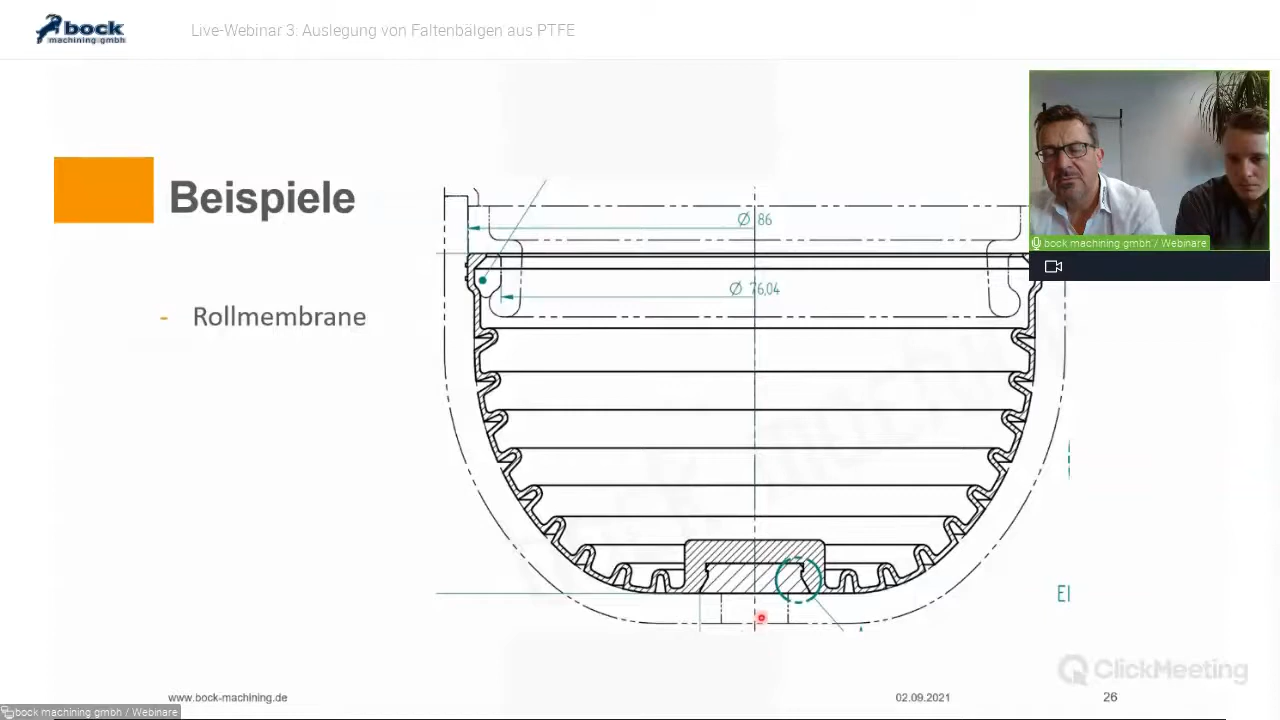 bock
machining gmbh
Live-Webinar 3: Auslegung von Faltenbälgen aus PTFE
Beispiele
- Rollmembrane
Ø 86
Ø 76,04
bock machining gmbh / Webinare
ClickMeeting
www.bock-machining.de
02.09.2021
26
bock machining gmbh / Webinare